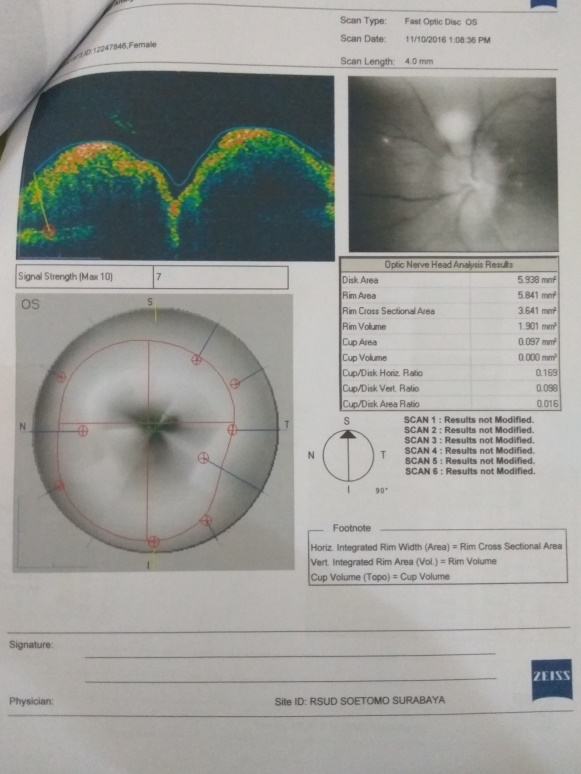 Scan Type: Fast Optic Disc OS
Scan Date: 11/10/2016 1:08:36 PM
ID:12247846,Female
Scan Length: 4.0 mm
Signal Strength (Max 10) 7
Optic Nerve Head Analysis Results
Disk Area 5.938 mm²
Rim Area 5.841 mm²
Rim Cross Sectional Area 3.641 mm²
Rim Volume 1.901 mm³
Cup Area 0.097 mm²
Cup Volume 0.000 mm³
Cup/Disk Horiz. Ratio 0.169
Cup/Disk Vert. Ratio 0.098
Cup/Disk Area Ratio 0.016
OS
S
N
T
I
S
N
T
I
90°
SCAN 1 : Results not Modified.
SCAN 2 : Results not Modified.
SCAN 3 : Results not Modified.
SCAN 4 : Results not Modified.
SCAN 5 : Results not Modified.
SCAN 6 : Results not Modified.
Footnote
Horiz. Integrated Rim Width (Area) = Rim Cross Sectional Area
Vert. Integrated Rim Area (Vol.) = Rim Volume
Cup Volume (Topo) = Cup Volume
Signature:
ZEISS
Physician:
Site ID: RSUD SOETOMO SURABAYA